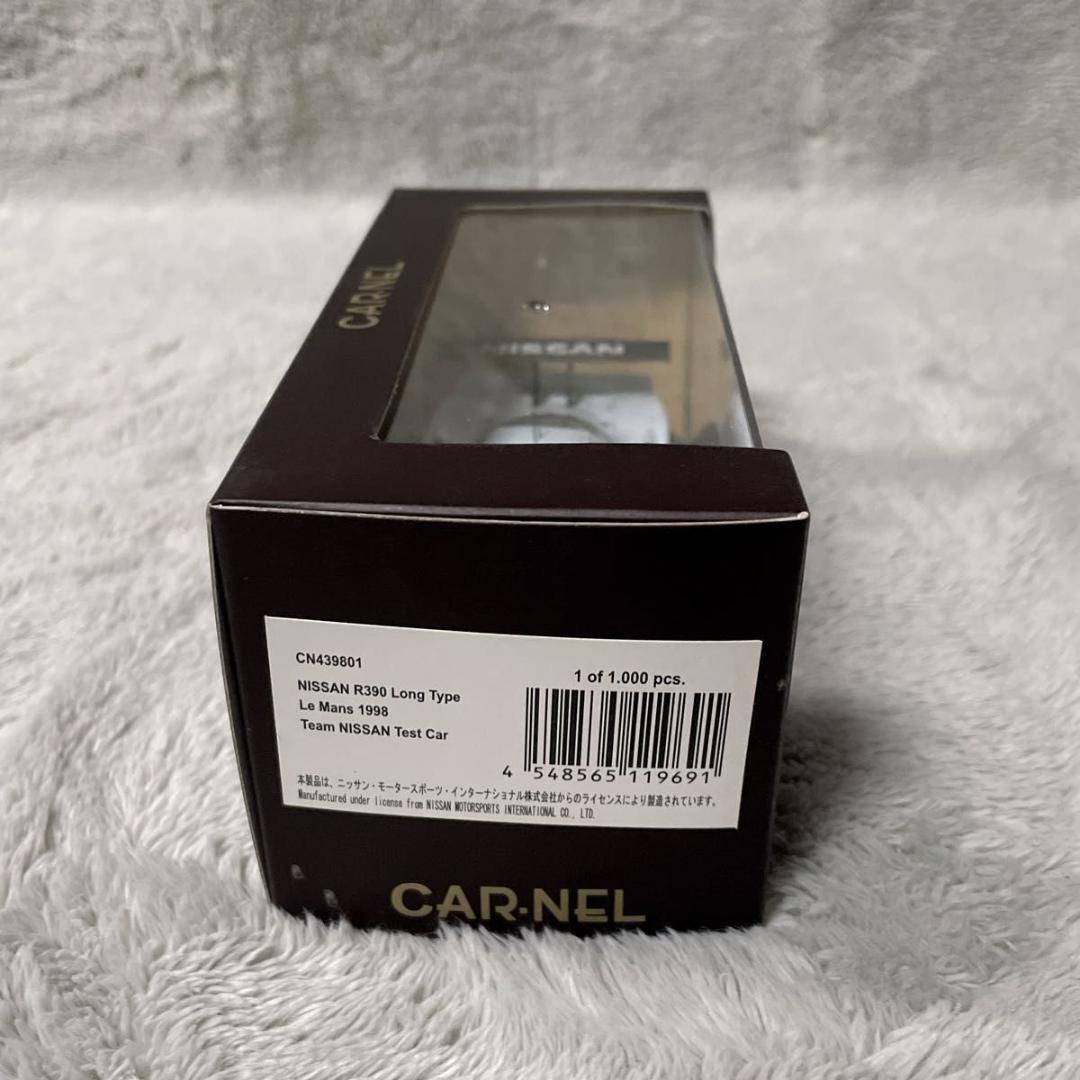 CAR·NEL
NISSAN
CN439801
NISSAN R390 Long Type
Le Mans 1998
Team NISSAN Test Car
1 of 1.000 pcs.
4 548565 119691
本製品は、ニッサン・モータースポーツ・インターナショナル株式会社からのライセンスにより製造されています。
Manufactured under license from NISSAN MOTORSPORTS INTERNATIONAL CO., LTD.
CAR·NEL